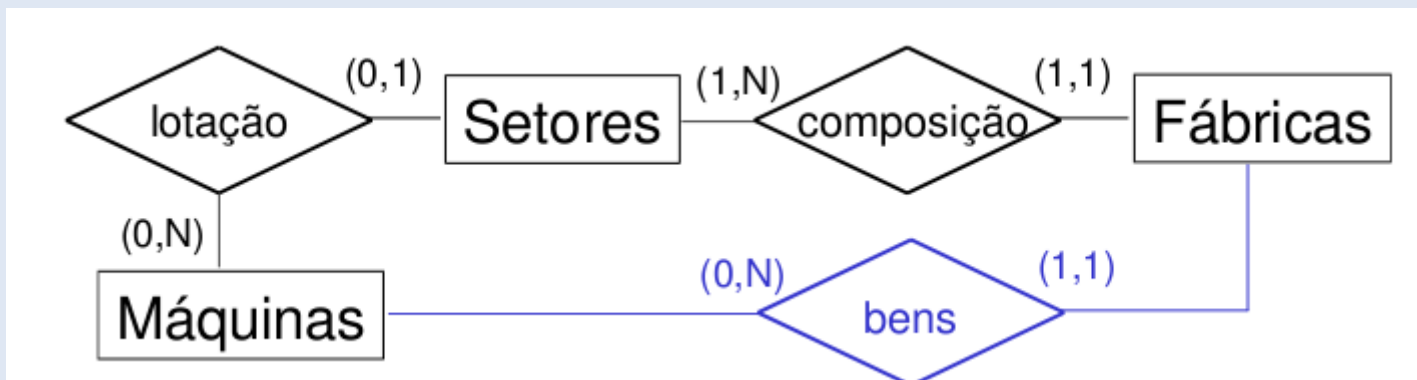 lotação
(0,1)
Setores
(1,N)
composição
(1,1)
Fábricas
(0,N)
Máquinas
(0,N)
bens
(1,1)